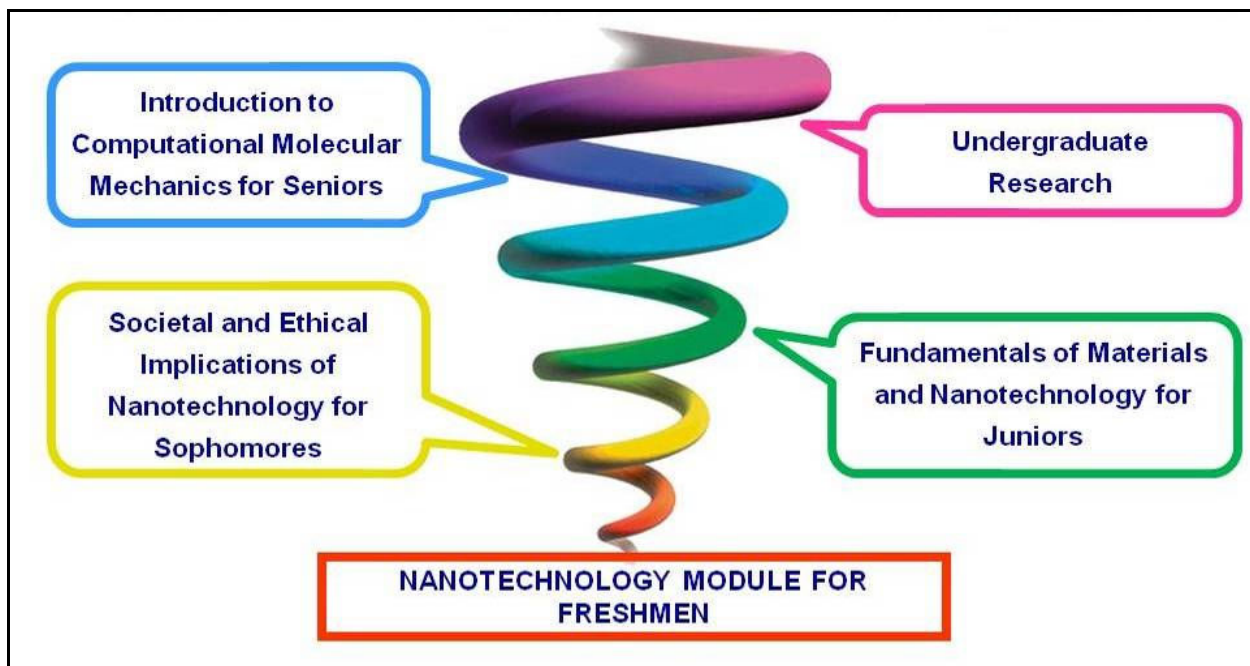 Introduction to
Computational Molecular
Mechanics for Seniors
Undergraduate
Research
Societal and Ethical
Implications of
Nanotechnology for
Sophomores
Fundamentals of Materials
and Nanotechnology for
Juniors
NANOTECHNOLOGY MODULE FOR
FRESHMEN